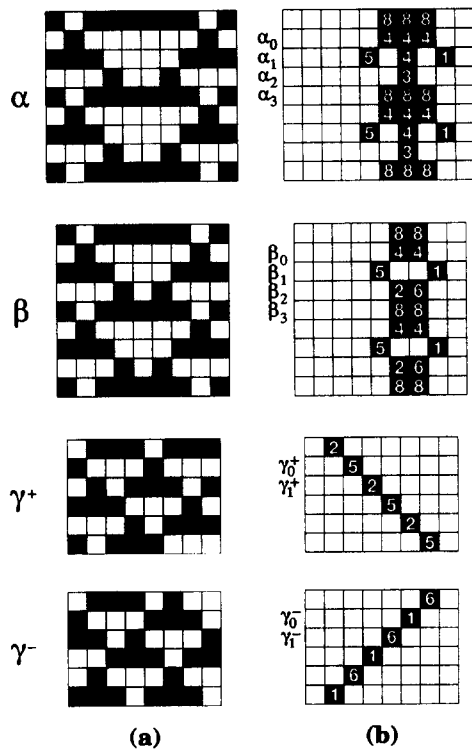 8 8 8
α₀ 4 4 4
α₁ 5 4 1
α₂ 3
α α₃ 8 8 8
4 4 4
5 4 1
3
8 8 8
8 8
β₀ 4 4
β₁ 5 1
β β₂ 2 6
β₃ 8 8
4 4
5 1
2 6
8 8
2
γ₀⁺ 5
γ₁⁺ 2
γ⁺ 5
2
5
6
γ₀⁻ 1
γ₁⁻ 6
γ⁻ 1
6
1
(a) (b)